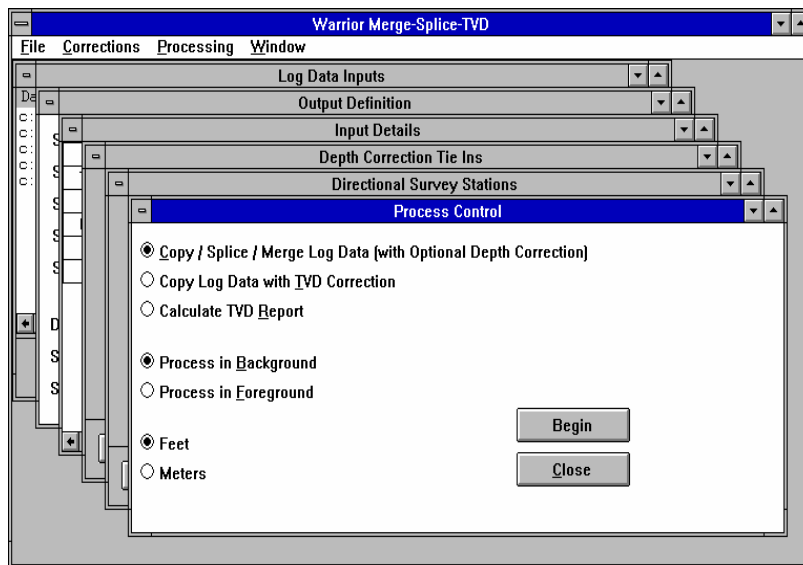 Warrior Merge-Splice-TVD
File Corrections Processing Window
Log Data Inputs
Output Definition
Input Details
Depth Correction Tie Ins
Directional Survey Stations
Process Control
Da
c:
c:
c:
c:
c:
S
S
S
S
S
D
S
S
Copy / Splice / Merge Log Data (with Optional Depth Correction)
Copy Log Data with TVD Correction
Calculate TVD Report
Process in Background
Process in Foreground
Feet
Meters
Begin
Close